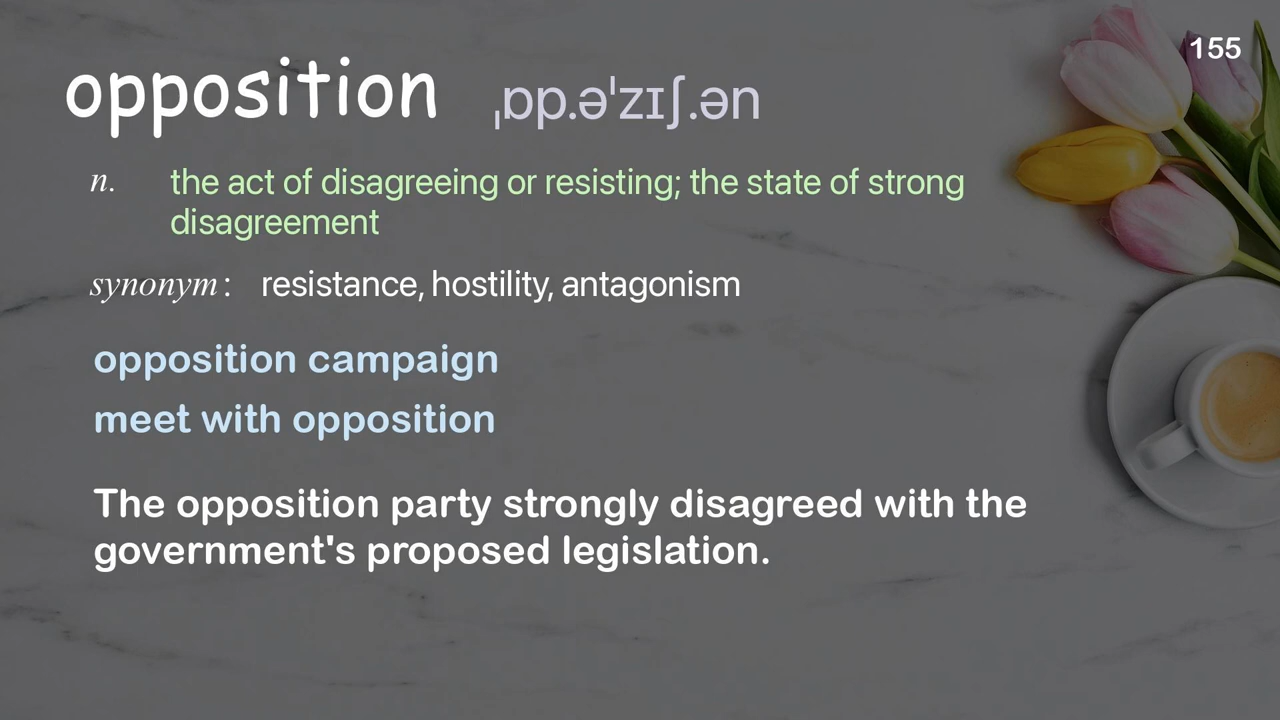 155
opposition ˌɒp.əˈzɪʃ.ən
n. the act of disagreeing or resisting; the state of strong
disagreement
synonym: resistance, hostility, antagonism
opposition campaign
meet with opposition
The opposition party strongly disagreed with the
government's proposed legislation.